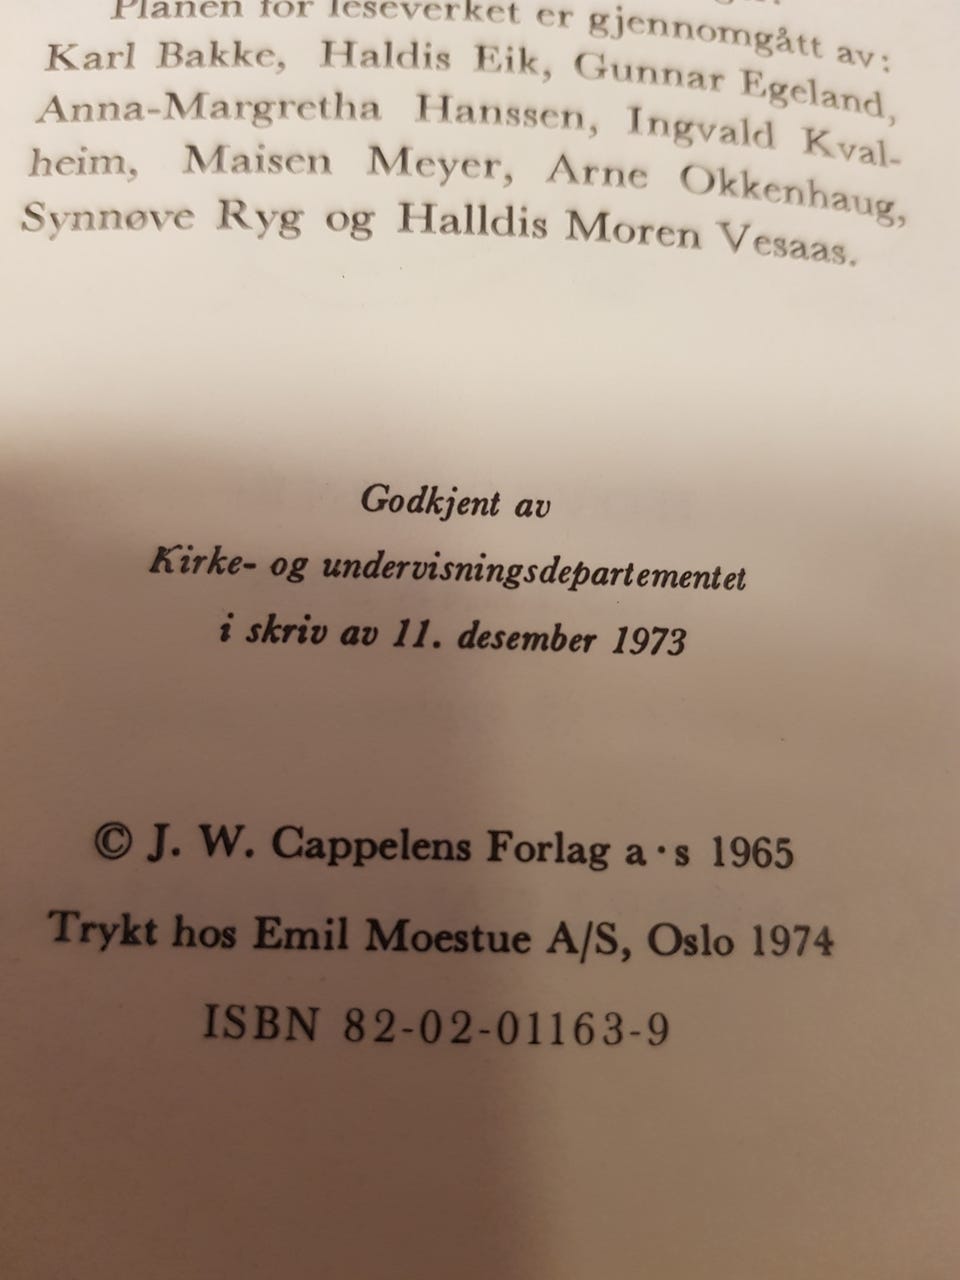 Planen for leseverket er gjennomgått av:
Karl Bakke, Haldis Eik, Gunnar Egeland,
Anna-Margretha Hanssen, Ingvald Kval-
heim, Maisen Meyer, Arne Okkenhaug,
Synnøve Ryg og Halldis Moren Vesaas.
Godkjent av
Kirke- og undervisningsdepartementet
i skriv av 11. desember 1973
© J. W. Cappelens Forlag a·s 1965
Trykt hos Emil Moestue A/S, Oslo 1974
ISBN 82-02-01163-9